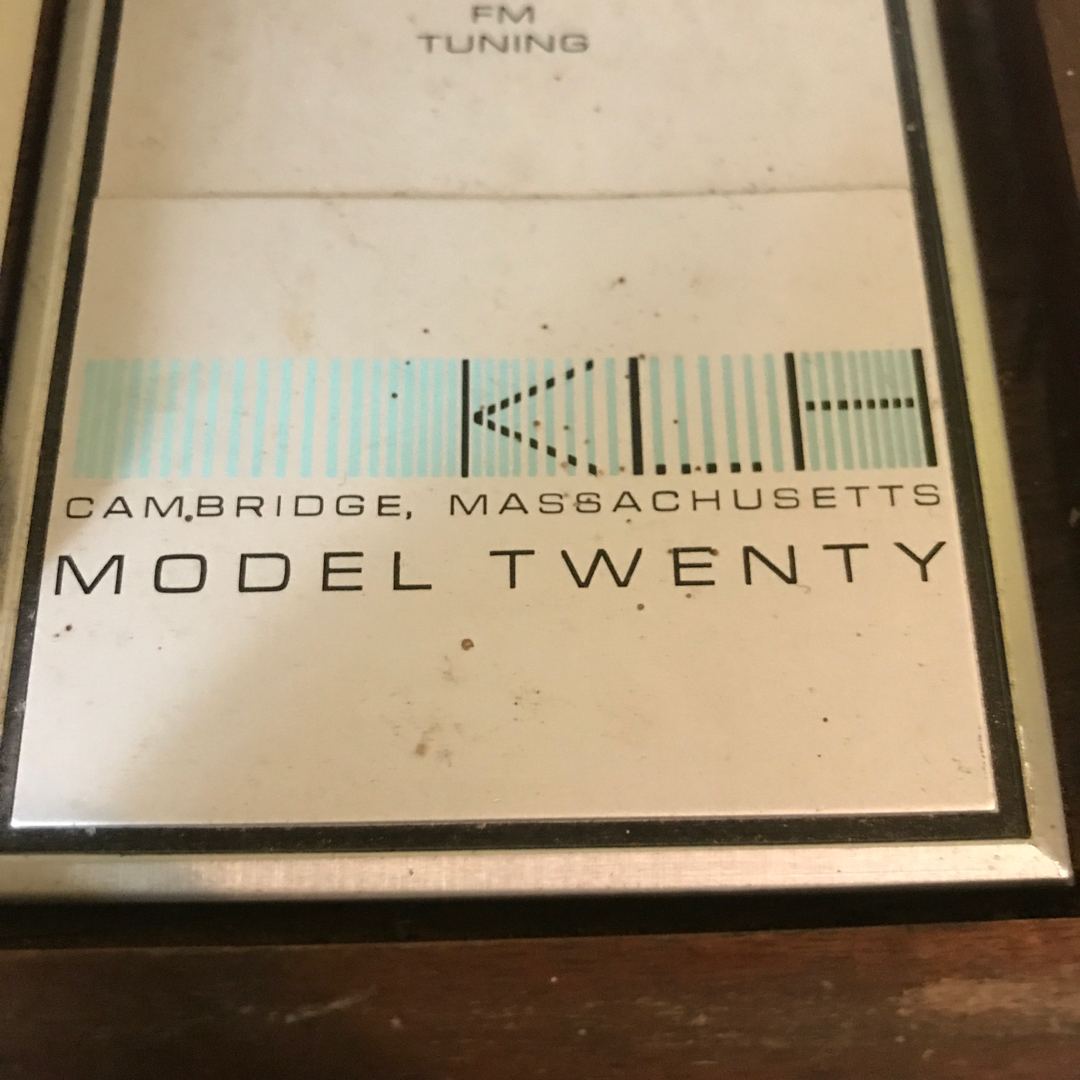 FM
TUNING
KLH
CAMBRIDGE, MASSACHUSETTS
MODEL TWENTY